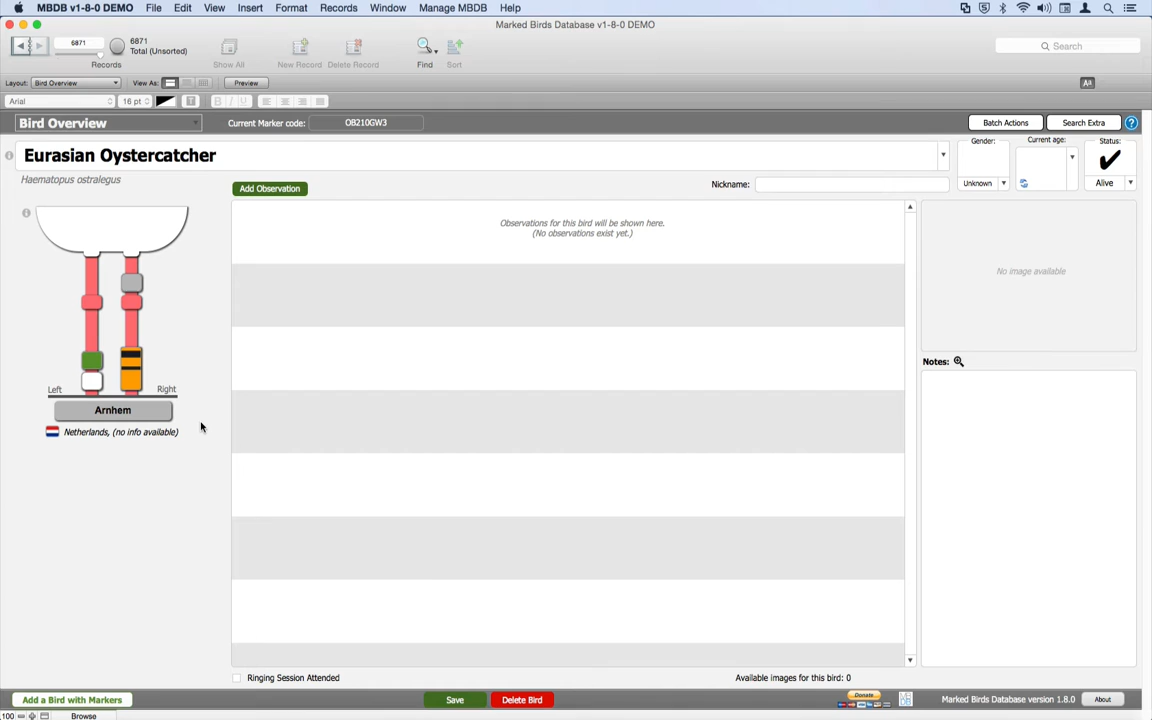 MBDB v1-8-0 DEMO File Edit View Insert Format Records Window Manage MBDB Help
Marked Birds Database v1-8-0 DEMO
6871
6871
Total (Unsorted)
Records Show All New Record Delete Record Find Sort
Search
Layout: Bird Overview View As: Preview Aa
Arial 16 pt B I U
Bird Overview Current Marker code: OB210GW3 Batch Actions Search Extra ?
Eurasian Oystercatcher
Gender: Current age: Status:
Haematopus ostralegus
Unknown Alive
Add Observation Nickname:
Observations for this bird will be shown here.
(No observations exist yet.)
No image available
Notes:
Left Right
Arnhem
Netherlands, (no info available)
Ringing Session Attended Available images for this bird: 0
Add a Bird with Markers Save Delete Bird Donate Marked Birds Database version 1.8.0 About
100 Browse